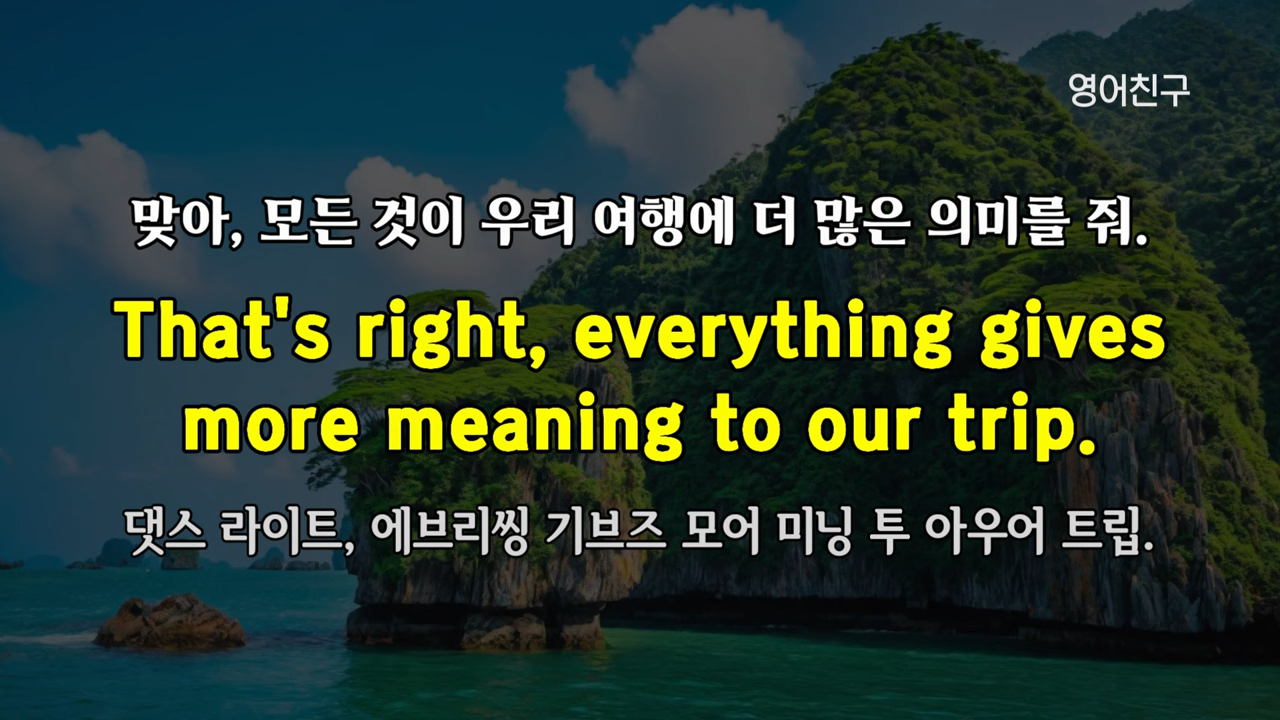 영어친구
맞아, 모든 것이 우리 여행에 더 많은 의미를 줘.
That's right, everything gives
more meaning to our trip.
댓스 라이트, 에브리씽 기브즈 모어 미닝 투 아우어 트립.